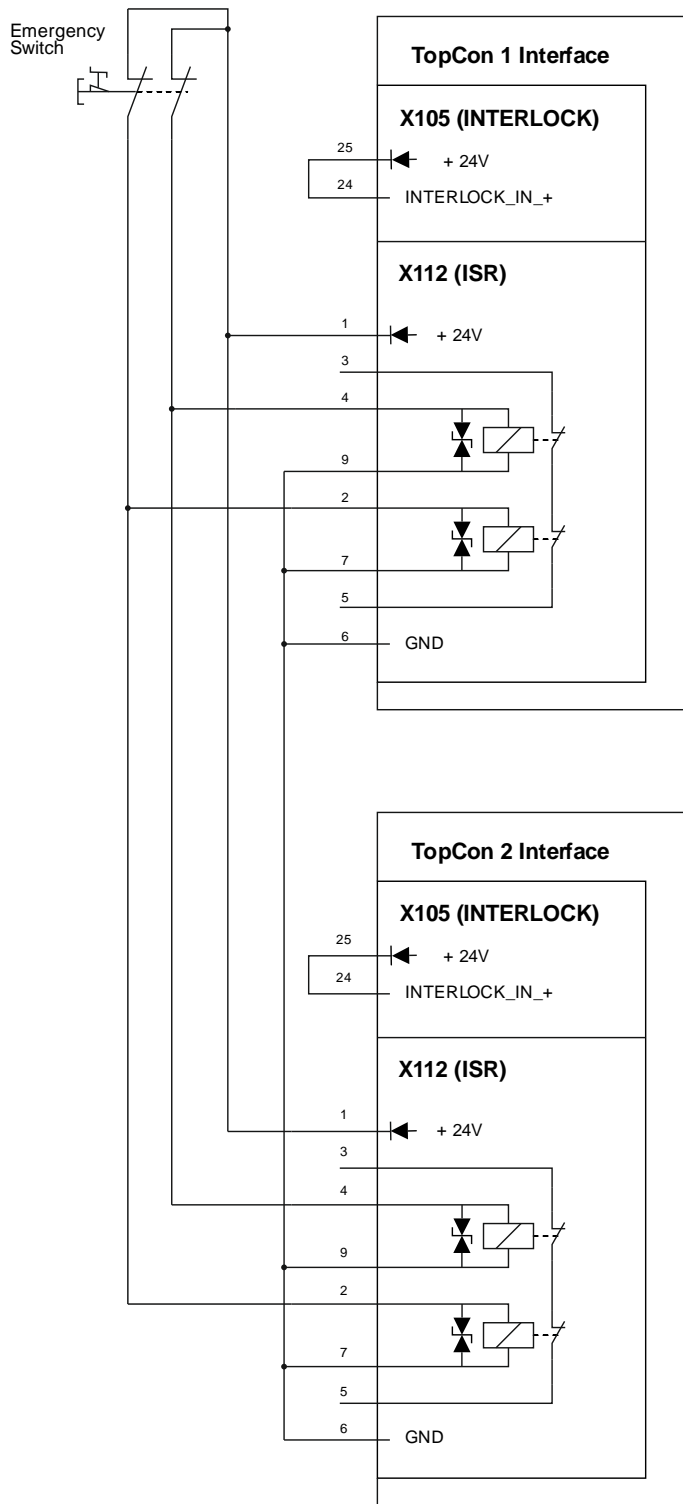 Emergency
Switch
TopCon 1 Interface
X105 (INTERLOCK)
25
+ 24V
24
INTERLOCK_IN_+
X112 (ISR)
1
+ 24V
3
4
9
2
7
5
6
GND
TopCon 2 Interface
X105 (INTERLOCK)
25
+ 24V
24
INTERLOCK_IN_+
X112 (ISR)
1
+ 24V
3
4
9
2
7
5
6
GND